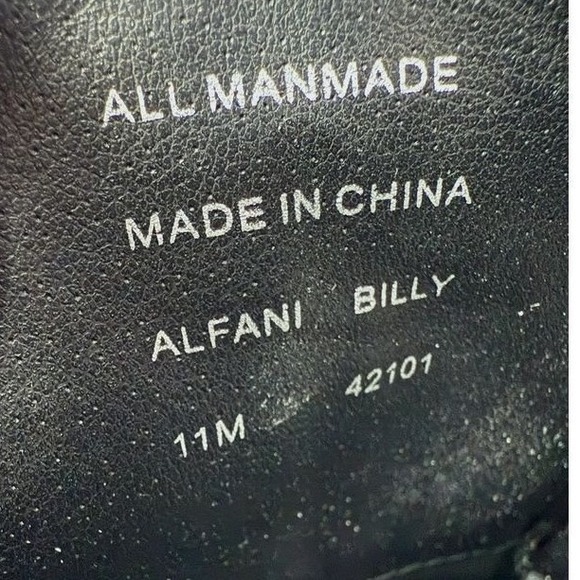 ALL MANMADE
MADE IN CHINA
ALFANI BILLY
11M 42101